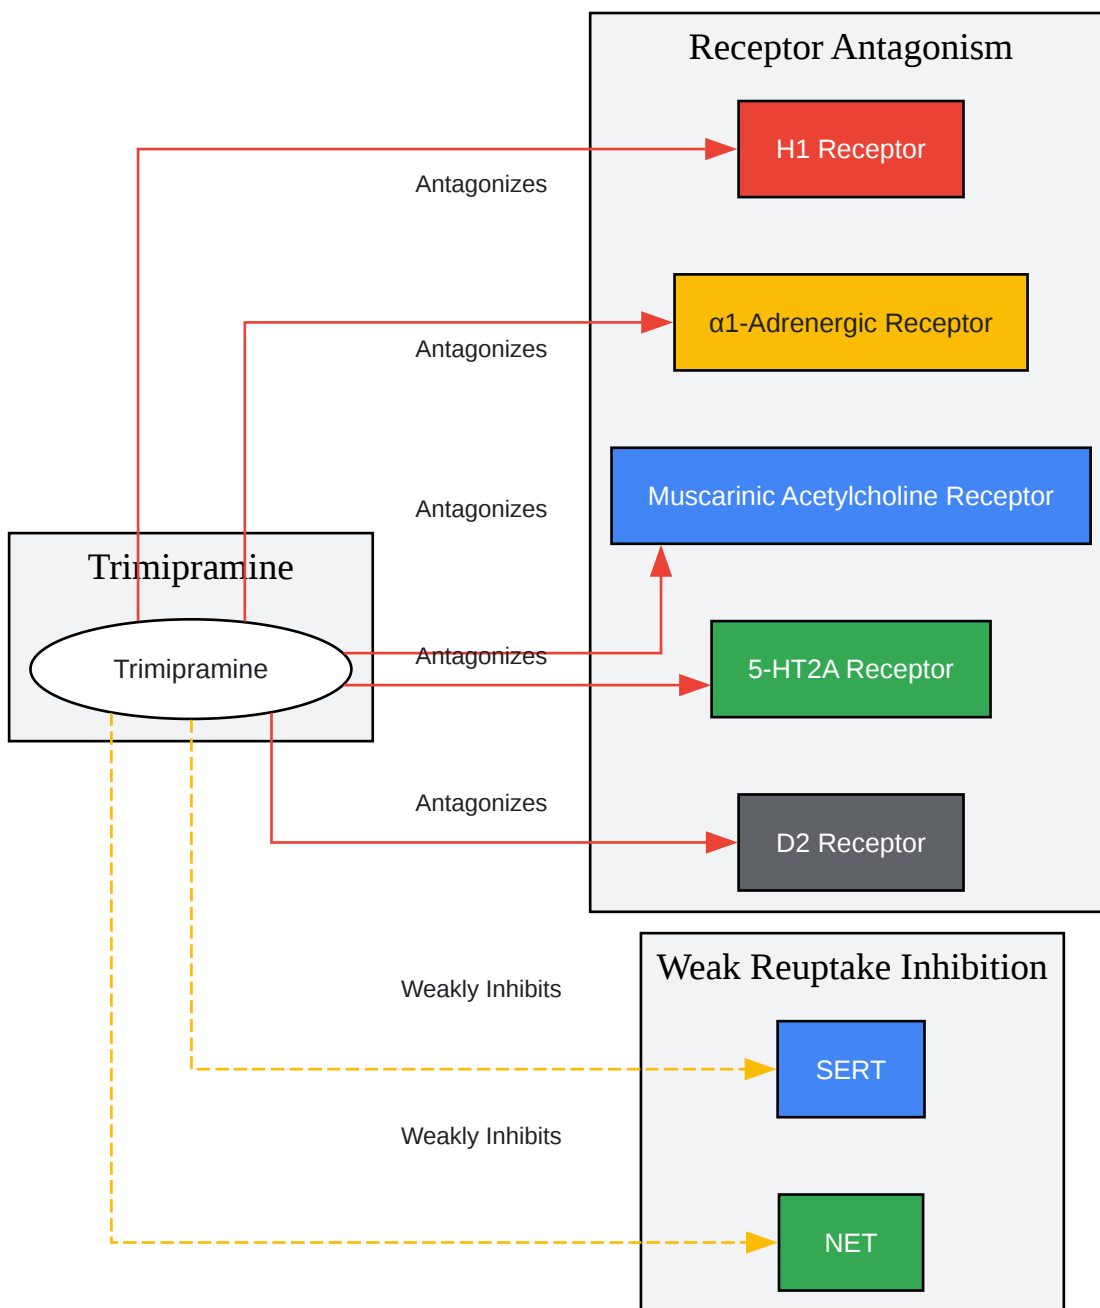 Receptor Antagonism
H1 Receptor
Antagonizes
α1-Adrenergic Receptor
Antagonizes
Muscarinic Acetylcholine Receptor
Antagonizes
Trimipramine
Trimipramine
Antagonizes
5-HT2A Receptor
Antagonizes
D2 Receptor
Weak Reuptake Inhibition
Weakly Inhibits
SERT
Weakly Inhibits
NET